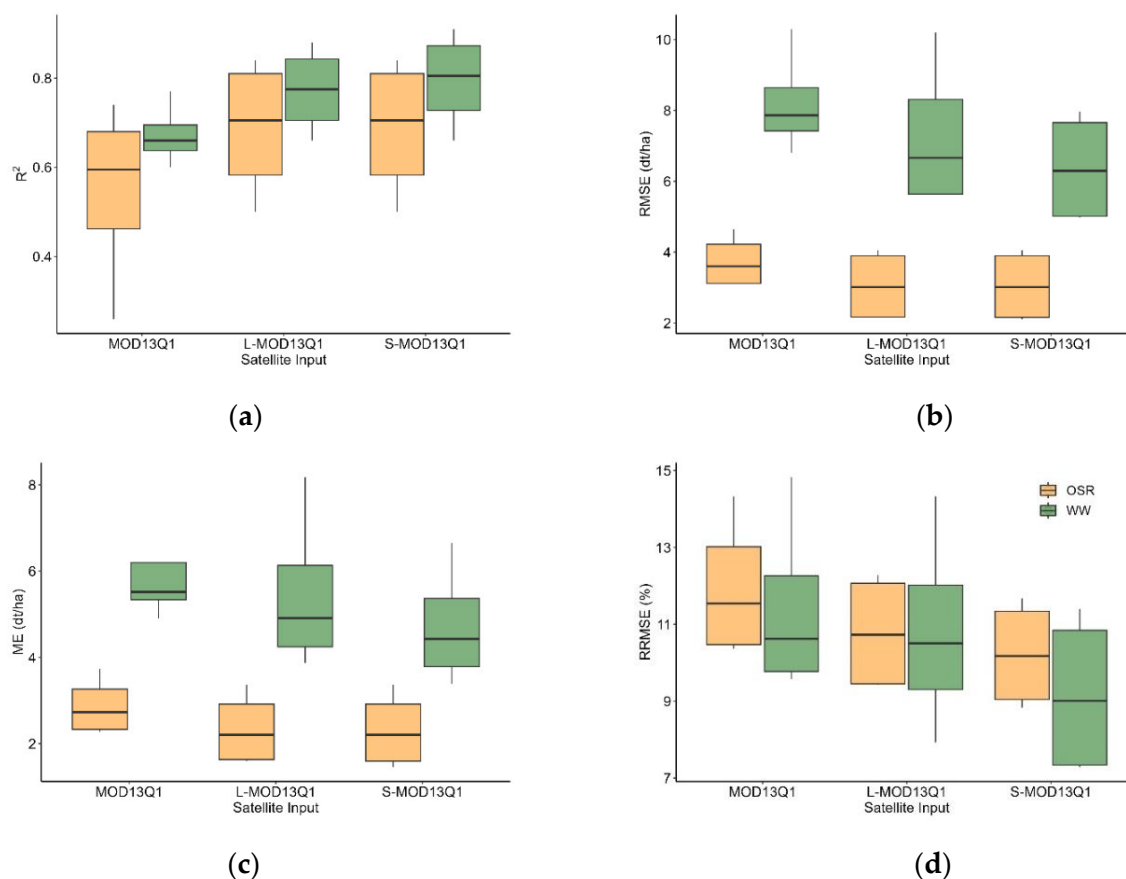 R²
0.8
0.6
0.4
MOD13Q1 L-MOD13Q1 S-MOD13Q1
Satellite Input
(a)
RMSE (dt/ha)
10
8
6
4
2
MOD13Q1 L-MOD13Q1 S-MOD13Q1
Satellite Input
(b)
ME (dt/ha)
8
6
4
2
MOD13Q1 L-MOD13Q1 S-MOD13Q1
Satellite Input
(c)
RRMSE (%)
15
13
11
9
7
OSR
WW
MOD13Q1 L-MOD13Q1 S-MOD13Q1
Satellite Input
(d)